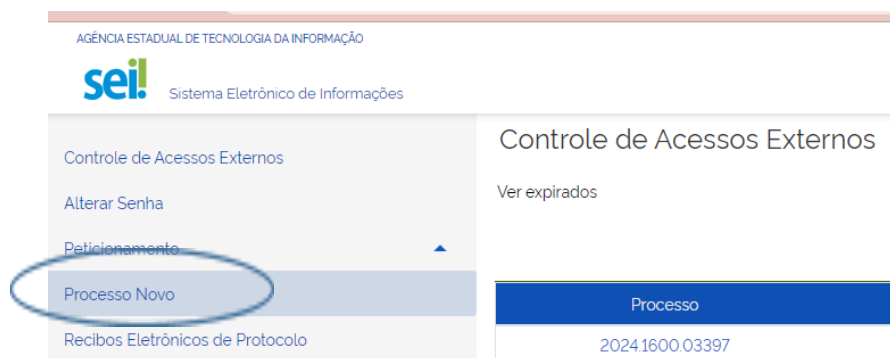 AGÊNCIA ESTADUAL DE TECNOLOGIA DA INFORMAÇÃO
sei!
Sistema Eletrônico de Informações
Controle de Acessos Externos
Alterar Senha
Peticionamento
Processo Novo
Recibos Eletrônicos de Protocolo
Controle de Acessos Externos
Ver expirados
Processo
2024.1600.03397